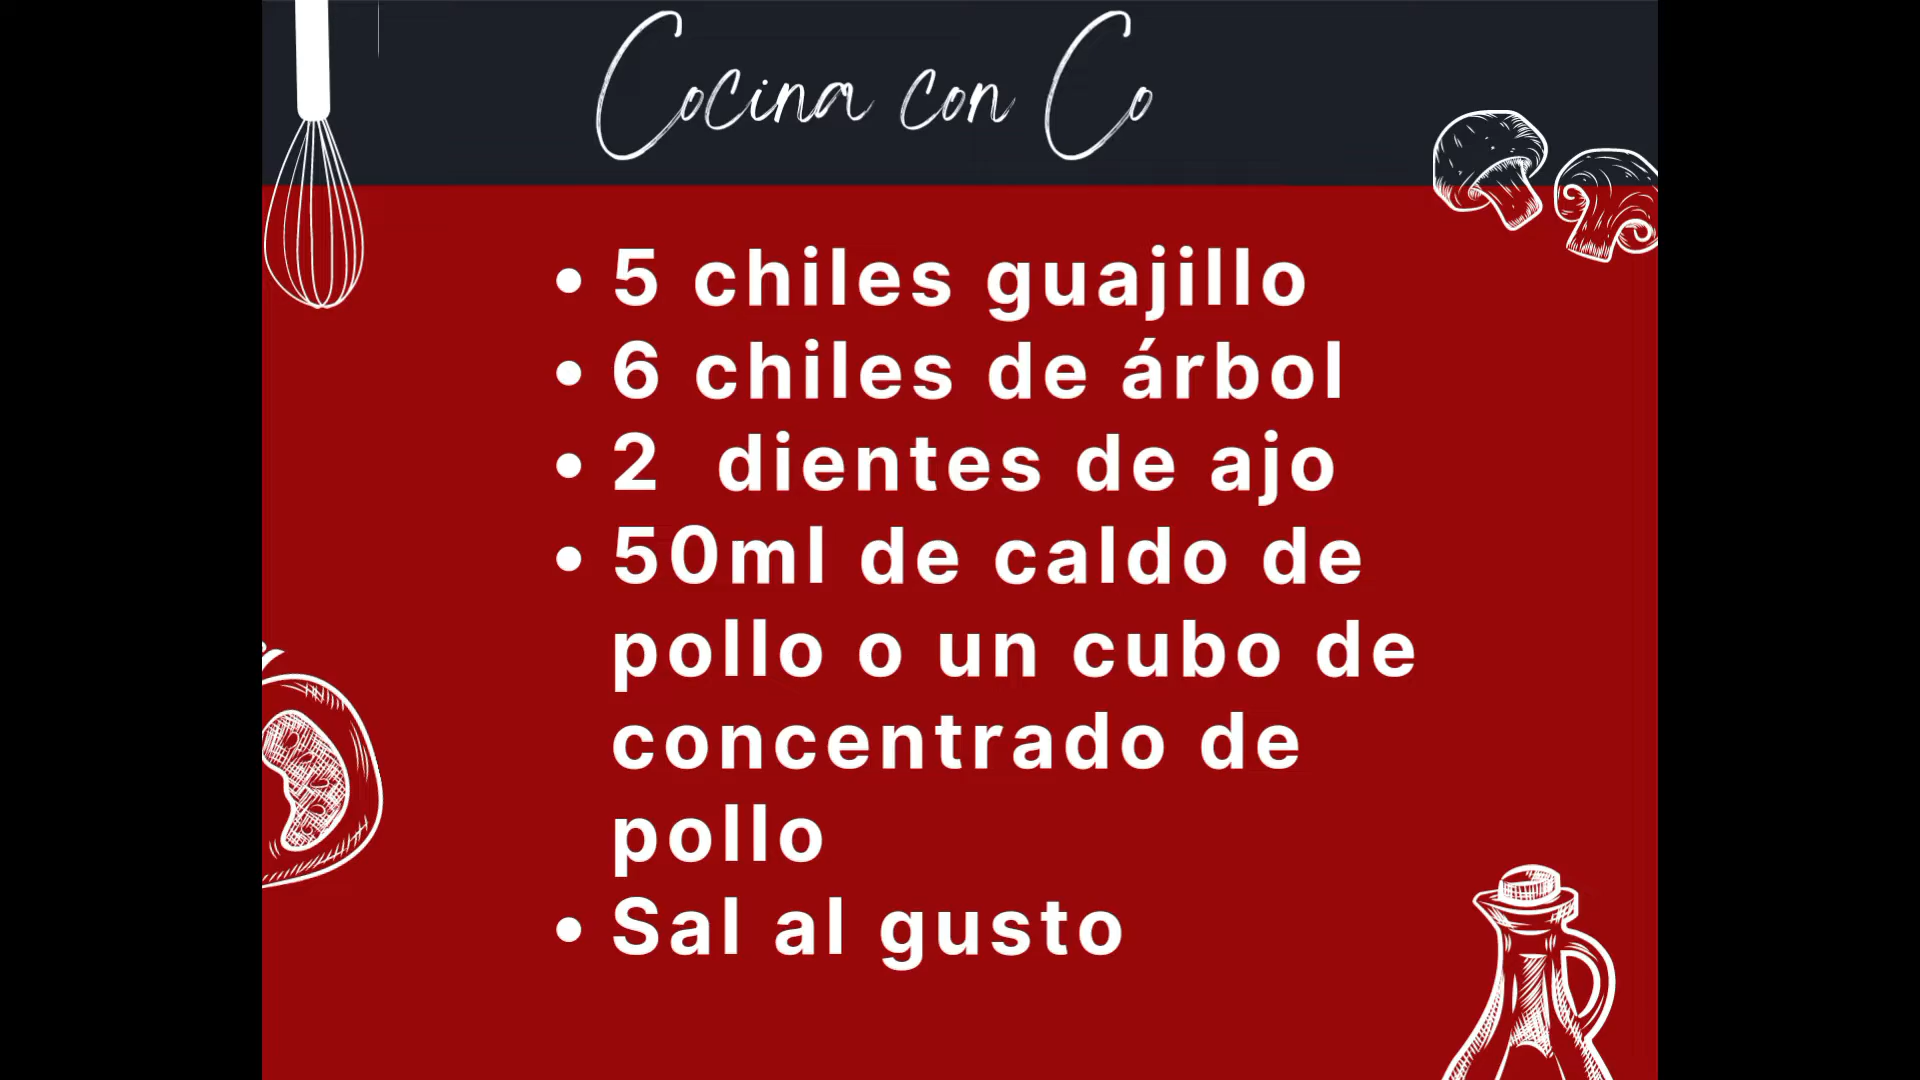 Cocina con Co
• 5 chiles guajillo
• 6 chiles de árbol
• 2  dientes de ajo
• 50ml de caldo de
pollo o un cubo de
concentrado de
pollo
• Sal al gusto